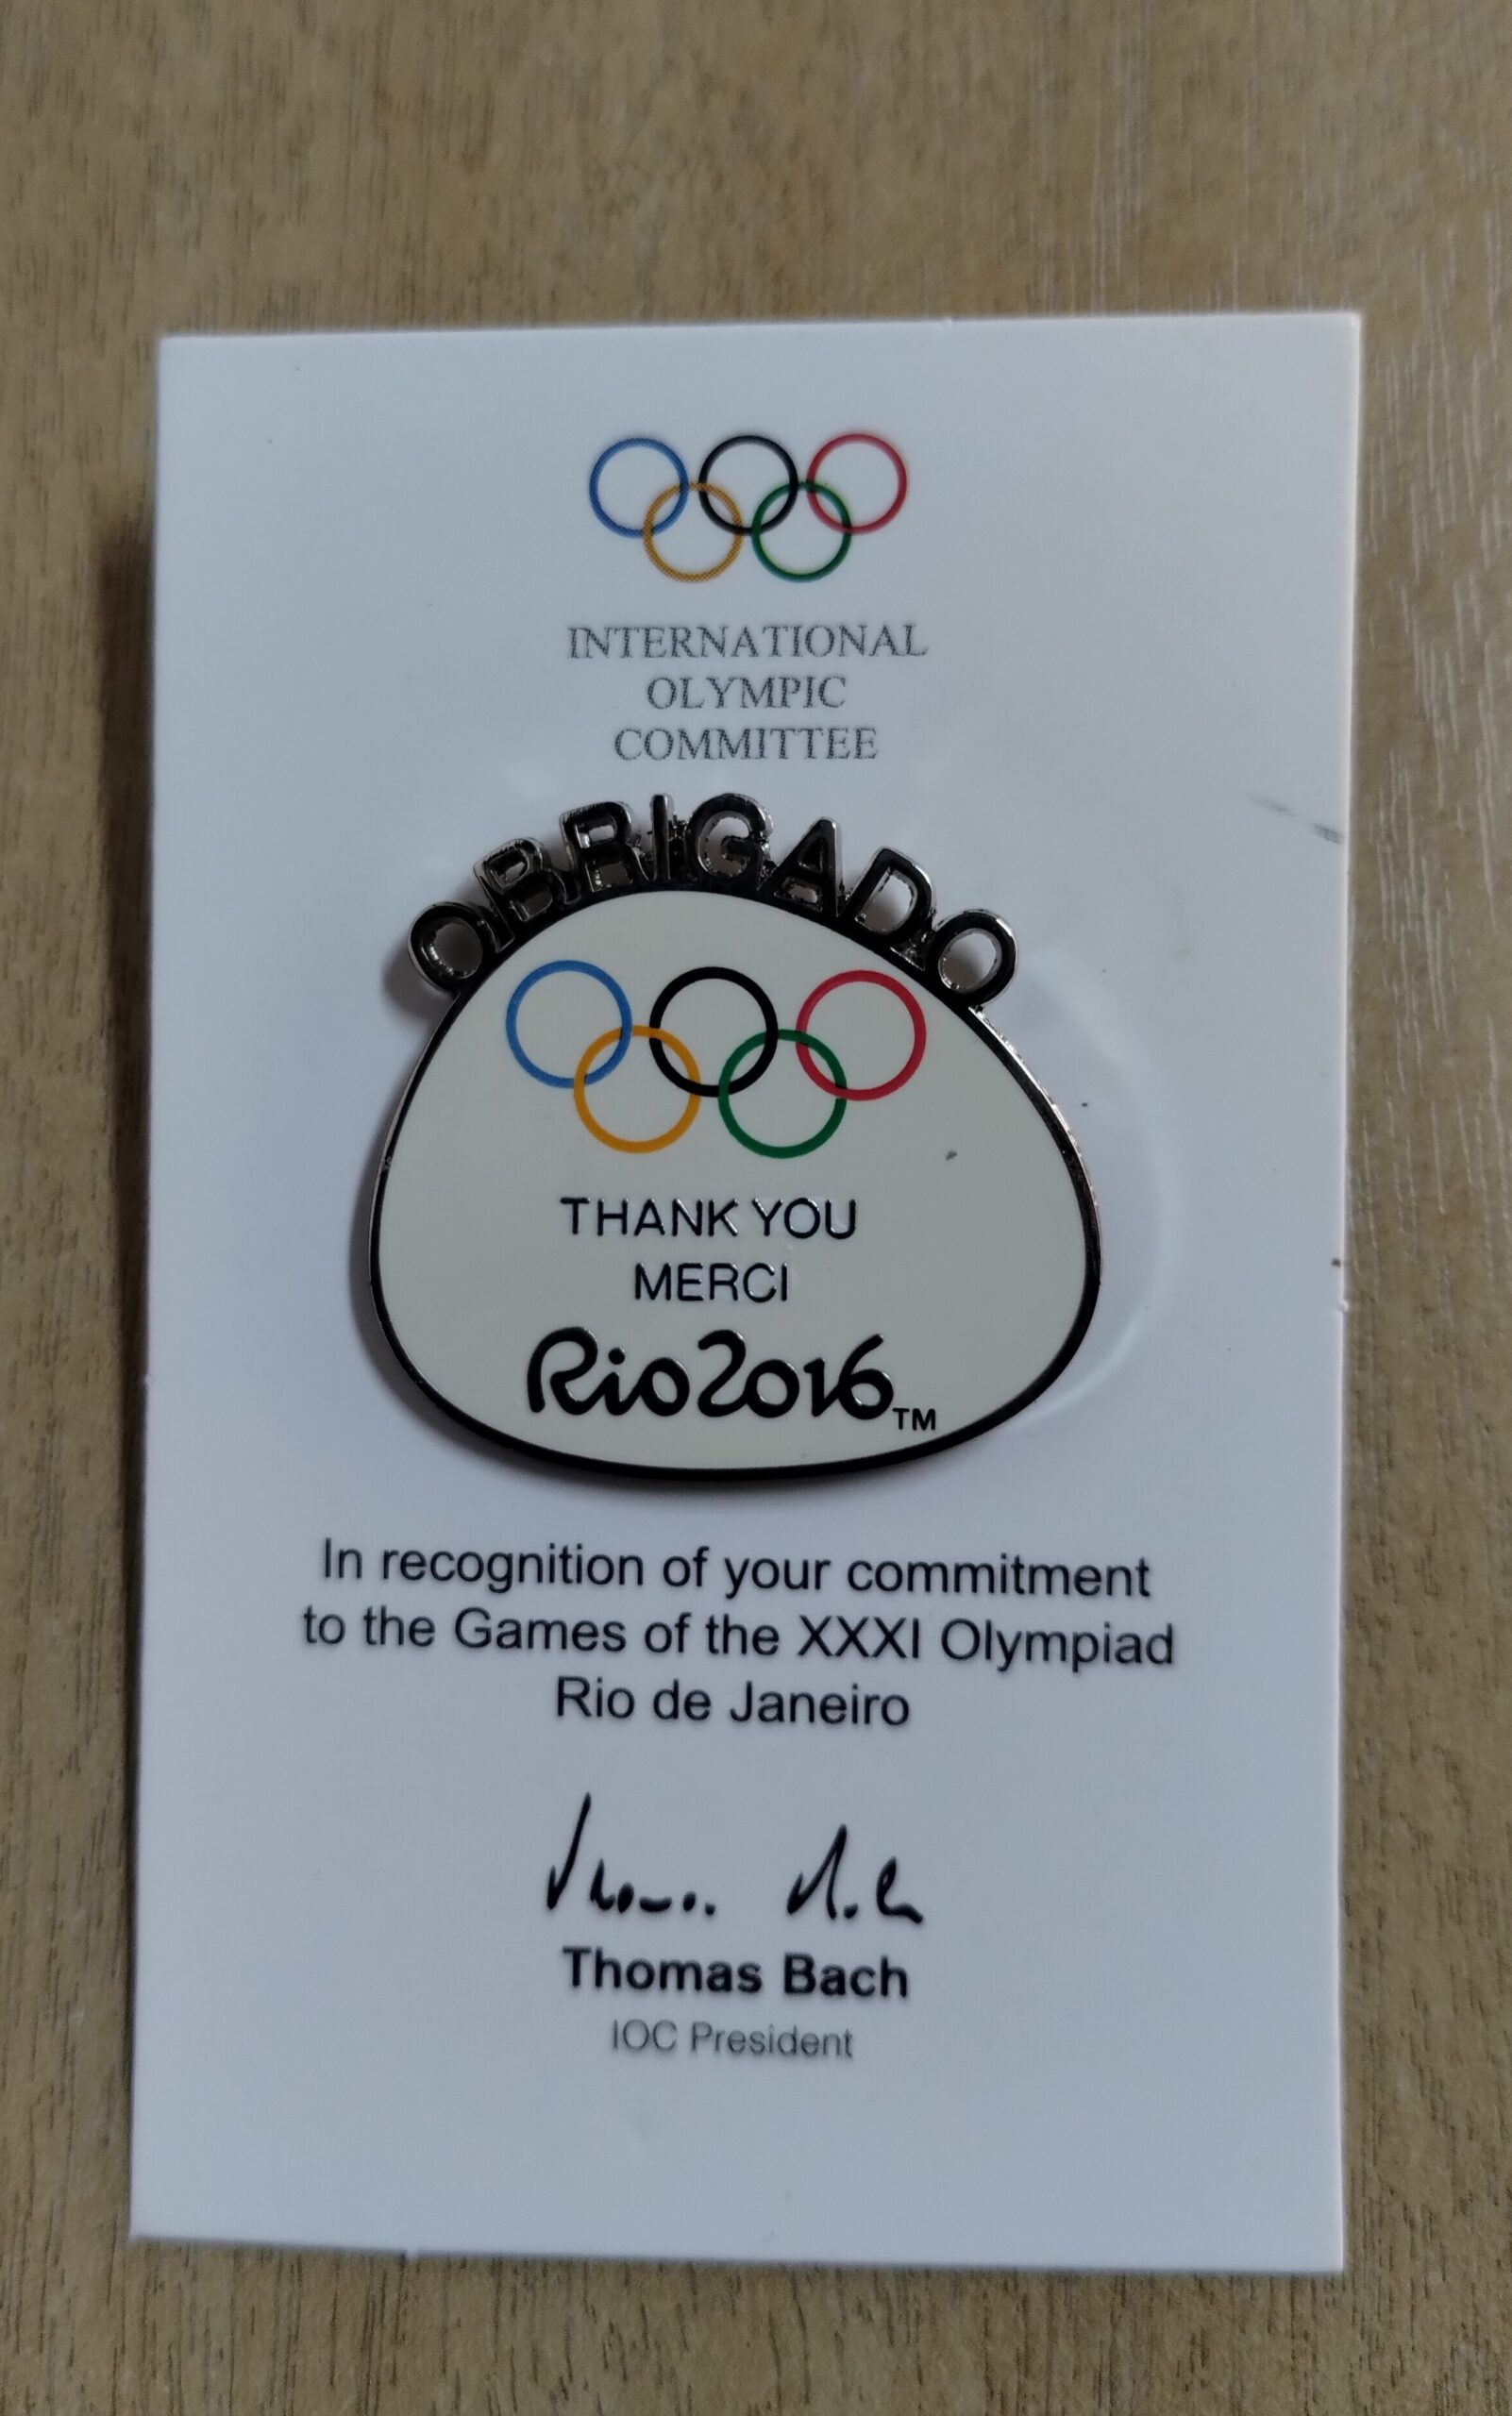 INTERNATIONAL
OLYMPIC
COMMITTEE
OBRIGADO
THANK YOU
MERCI
Rio2016™
In recognition of your commitment
to the Games of the XXXI Olympiad
Rio de Janeiro
Thomas Bach
IOC President